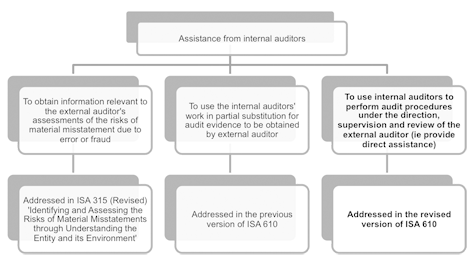 Assistance from internal auditors
To obtain information relevant to
the external auditor's
assessments of the risks of
material misstatement due to
error or fraud
To use the internal auditors'
work in partial substitution for
audit evidence to be obtained
by external auditor
To use internal auditors to
perform audit procedures
under the direction,
supervision and review of the
external auditor (ie provide
direct assistance)
Addressed in ISA 315 (Revised)
'Identifying and Assessing the
Risks of Material Misstatements
through Understanding the
Entity and its Environment'
Addressed in the previous
version of ISA 610
Addressed in the revised
version of ISA 610